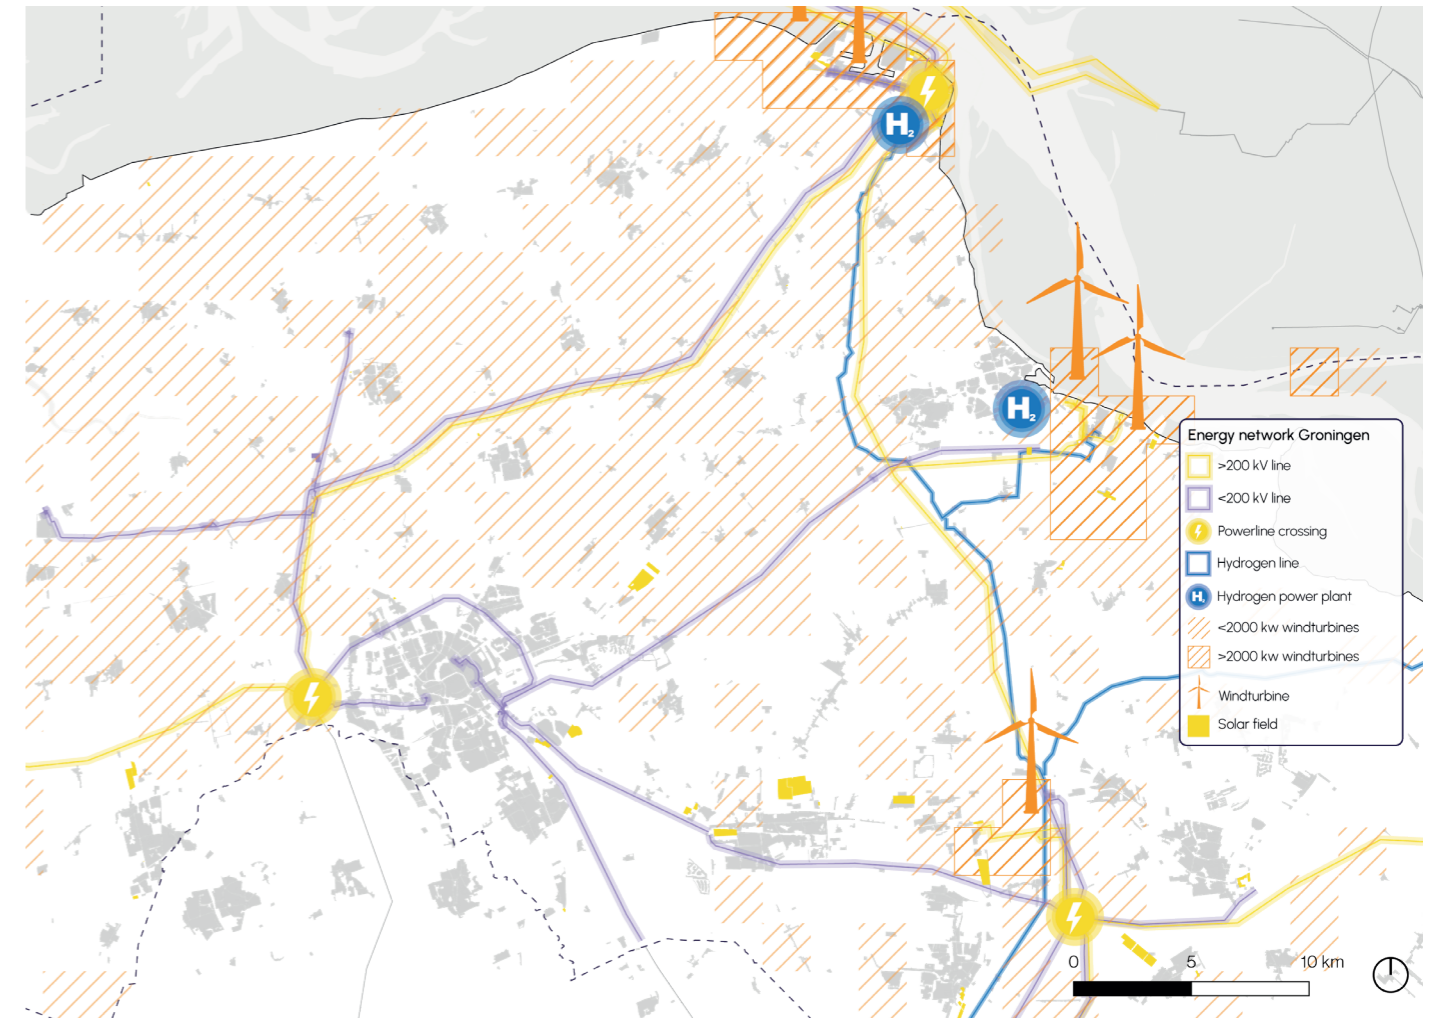 H2
H2
Energy network Groningen
>200 kV line
<200 kV line
Powerline crossing
Hydrogen line
H2 Hydrogen power plant
<2000 kw windturbines
>2000 kw windturbines
Windturbine
Solar field
0 5 10 km